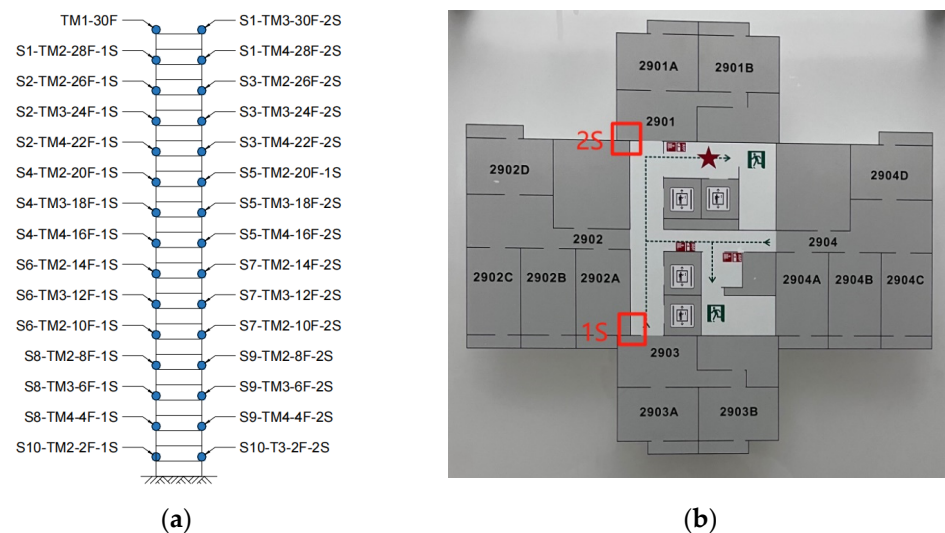 TM1-30F
S1-TM3-30F-2S
S1-TM2-28F-1S
S1-TM4-28F-2S
S2-TM2-26F-1S
S3-TM2-26F-2S
S2-TM3-24F-1S
S3-TM3-24F-2S
S2-TM4-22F-1S
S3-TM4-22F-2S
S4-TM2-20F-1S
S5-TM2-20F-1S
S4-TM3-18F-1S
S5-TM3-18F-2S
S4-TM4-16F-1S
S5-TM4-16F-2S
S6-TM2-14F-1S
S7-TM2-14F-2S
S6-TM3-12F-1S
S7-TM3-12F-2S
S6-TM2-10F-1S
S7-TM2-10F-2S
S8-TM2-8F-1S
S9-TM2-8F-2S
S8-TM3-6F-1S
S9-TM3-6F-2S
S8-TM4-4F-1S
S9-TM4-4F-2S
S10-TM2-2F-1S
S10-T3-2F-2S
(a)
2901A
2901B
2901
2S
2902D
2904D
2902
2904
2902C
2902B
2902A
2904A
2904B
2904C
1S
2903
2903A
2903B
(b)